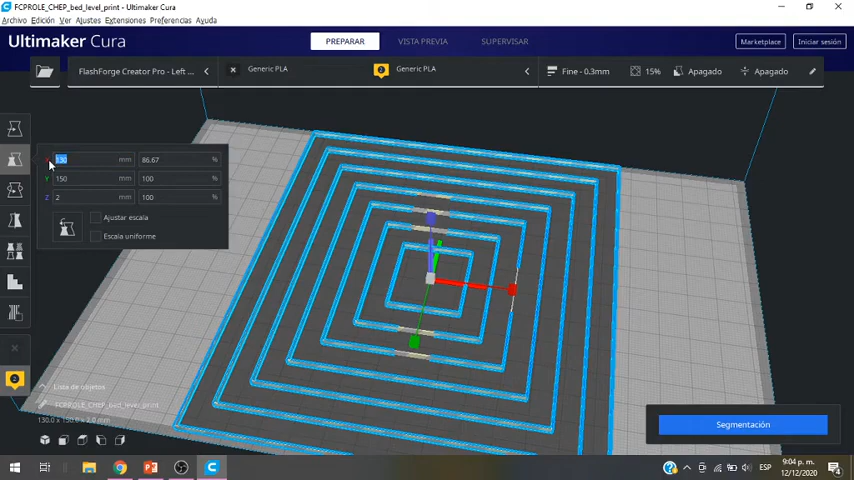 FCPROLE_CHEP_bed_level_print - Ultimaker Cura
Archivo Edición Ver Ajustes Extensiones Preferencias Ayuda
Ultimaker Cura
PREPARAR
VISTA PREVIA
SUPERVISAR
Marketplace
Iniciar sesión
FlashForge Creator Pro - Left ...
Generic PLA
2
Generic PLA
Fine - 0.3mm
15%
Apagado
Apagado
130 mm 86.67 %
Y 150 mm 100 %
Z 2 mm 100 %
Ajustar escala
Escala uniforme
2
Lista de objetos
FCPROLE_CHEP_bed_level_print
130.0 x 150.0 x 2.0 mm
Segmentación
ESP
9:04 p. m.
12/12/2020
4